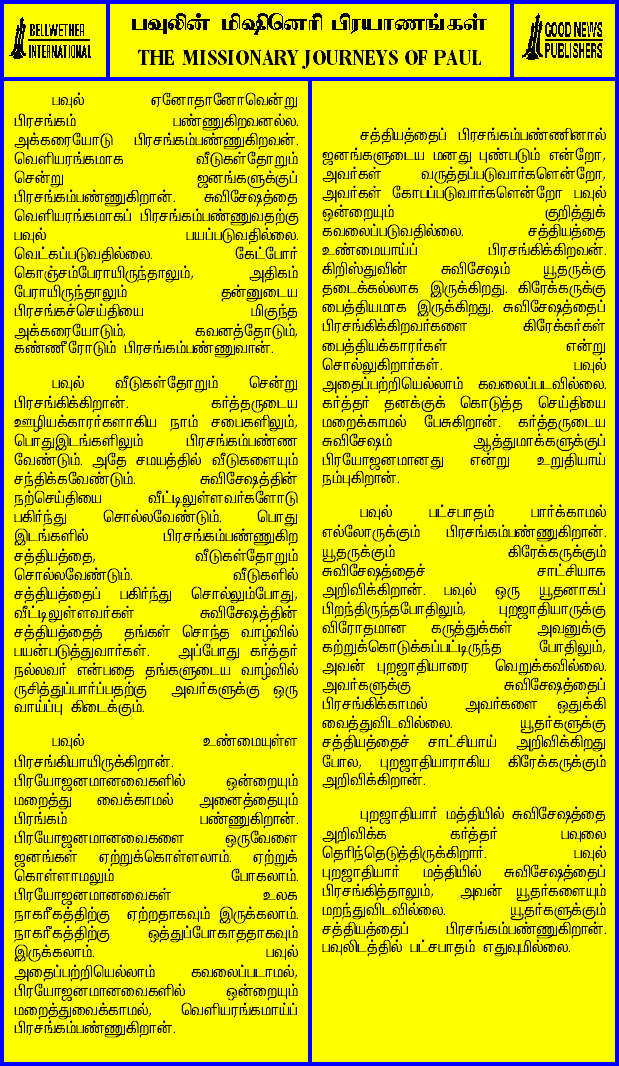 BELLWETHER
INTERNATIONAL
பவுலின் மிஷினெரி பிரயாணங்கள்
THE MISSIONARY JOURNEYS OF PAUL
GOOD NEWS
PUBLISHERS
பவுல் ஏனோதானோவென்று
பிரசங்கம் பண்ணுகிறவனல்ல.
அக்கரையோடு பிரசங்கம்பண்ணுகிறவன்.
வெளியரங்கமாக வீடுகள்தோறும்
சென்று ஜனங்களுக்குப்
பிரசங்கம்பண்ணுகிறான். சுவிசேஷத்தை
வெளியரங்கமாகப் பிரசங்கம்பண்ணுவதற்கு
பவுல் பயப்படுவதில்லை.
வெட்கப்படுவதில்லை. கேட்போர்
கொஞ்சம்பேராயிருந்தாலும், அதிகம்
பேராயிருந்தாலும் தன்னுடைய
பிரசங்கச்செய்தியை மிகுந்த
அக்கரையோடும், கவனத்தோடும்,
கண்ணீரோடும் பிரசங்கம்பண்ணுவான்.
பவுல் வீடுகள்தோறும் சென்று
பிரசங்கிக்கிறான். கர்த்தருடைய
ஊழியக்காரர்களாகிய நாம் சபைகளிலும்,
பொதுஇடங்களிலும் பிரசங்கம்பண்ண
வேண்டும். அதே சமயத்தில் வீடுகளையும்
சந்திக்கவேண்டும். சுவிசேஷத்தின்
நற்செய்தியை வீட்டிலுள்ளவர்களோடு
பகிர்ந்து சொல்லவேண்டும். பொது
இடங்களில் பிரசங்கம்பண்ணுகிற
சத்தியத்தை, வீடுகள்தோறும்
சொல்லவேண்டும். வீடுகளில்
சத்தியத்தைப் பகிர்ந்து சொல்லும்போது,
வீட்டிலுள்ளவர்கள் சுவிசேஷத்தின்
சத்தியத்தைத் தங்கள் சொந்த வாழ்வில்
பயன்படுத்துவார்கள். அப்போது கர்த்தர்
நல்லவர் என்பதை தங்களுடைய வாழ்வில்
ருசித்துப்பார்ப்பதற்கு அவர்களுக்கு ஒரு
வாய்ப்பு கிடைக்கும்.
பவுல் உண்மையுள்ள
பிரசங்கியாயிருக்கிறான்.
பிரயோஜனமானவைகளில் ஒன்றையும்
மறைத்து வைக்காமல் அனைத்தையும்
பிரங்கம் பண்ணுகிறான்.
பிரயோஜனமானவைகளை ஒருவேளை
ஜனங்கள் ஏற்றுக்கொள்ளலாம். ஏற்றுக்
கொள்ளாமலும் போகலாம்.
பிரயோஜனமானவைகள் உலக
நாகரீகத்திற்கு ஏற்றதாகவும் இருக்கலாம்.
நாகரீகத்திற்கு ஒத்துப்போகாததாகவும்
இருக்கலாம். பவுல்
அதைப்பற்றியெல்லாம் கவலைப்படாமல்,
பிரயோஜனமானவைகளில் ஒன்றையும்
மறைத்துவைக்காமல், வெளியரங்கமாய்ப்
பிரசங்கம்பண்ணுகிறான்.
சத்தியத்தைப் பிரசங்கம்பண்ணினால்
ஜனங்களுடைய மனது புண்படும் என்றோ,
அவர்கள் வருத்தப்படுவார்களென்றோ,
அவர்கள் கோபப்படுவார்களென்றோ பவுல்
ஒன்றையும் குறித்துக்
கவலைப்படுவதில்லை. சத்தியத்தை
உண்மையாய்ப் பிரசங்கிக்கிறவன்.
கிறிஸ்துவின் சுவிசேஷம் யூதருக்கு
தடைக்கல்லாக இருக்கிறது. கிரேக்கருக்கு
பைத்தியமாக இருக்கிறது. சுவிசேஷத்தைப்
பிரசங்கிக்கிறவர்களை கிரேக்கர்கள்
பைத்தியக்காரர்கள் என்று
சொல்லுகிறார்கள். பவுல்
அதைப்பற்றியெல்லாம் கவலைப்படவில்லை.
கர்த்தர் தனக்குக் கொடுத்த செய்தியை
மறைக்காமல் பேசுகிறான். கர்த்தருடைய
சுவிசேஷம் ஆத்துமாக்களுக்குப்
பிரயோஜனமானது என்று உறுதியாய்
நம்புகிறான்.
பவுல் பட்சபாதம் பார்க்காமல்
எல்லோருக்கும் பிரசங்கம்பண்ணுகிறான்.
யூதருக்கும் கிரேக்கருக்கும்
சுவிசேஷத்தைச் சாட்சியாக
அறிவிக்கிறான். பவுல் ஒரு யூதனாகப்
பிறந்திருந்தபோதிலும், புறஜாதியாருக்கு
விரோதமான கருத்துக்கள் அவனுக்கு
கற்றுக்கொடுக்கப்பட்டிருந்த போதிலும்,
அவன் புறஜாதியாரை வெறுக்கவில்லை.
அவர்களுக்கு சுவிசேஷத்தைப்
பிரசங்கிக்காமல் அவர்களை ஒதுக்கி
வைத்துவிடவில்லை. யூதர்களுக்கு
சத்தியத்தைச் சாட்சியாய் அறிவிக்கிறது
போல, புறஜாதியாராகிய கிரேக்கருக்கும்
அறிவிக்கிறான்.
புறஜாதியார் மத்தியில் சுவிசேஷத்தை
அறிவிக்க கர்த்தர் பவுலை
தெரிந்தெடுத்திருக்கிறார். பவுல்
புறஜாதியார் மத்தியில் சுவிசேஷத்தைப்
பிரசங்கித்தாலும், அவன் யூதர்களையும்
மறந்துவிடவில்லை. யூதர்களுக்கும்
சத்தியத்தைப் பிரசங்கம்பண்ணுகிறான்.
பவுலிடத்தில் பட்சபாதம் எதுவுமில்லை.